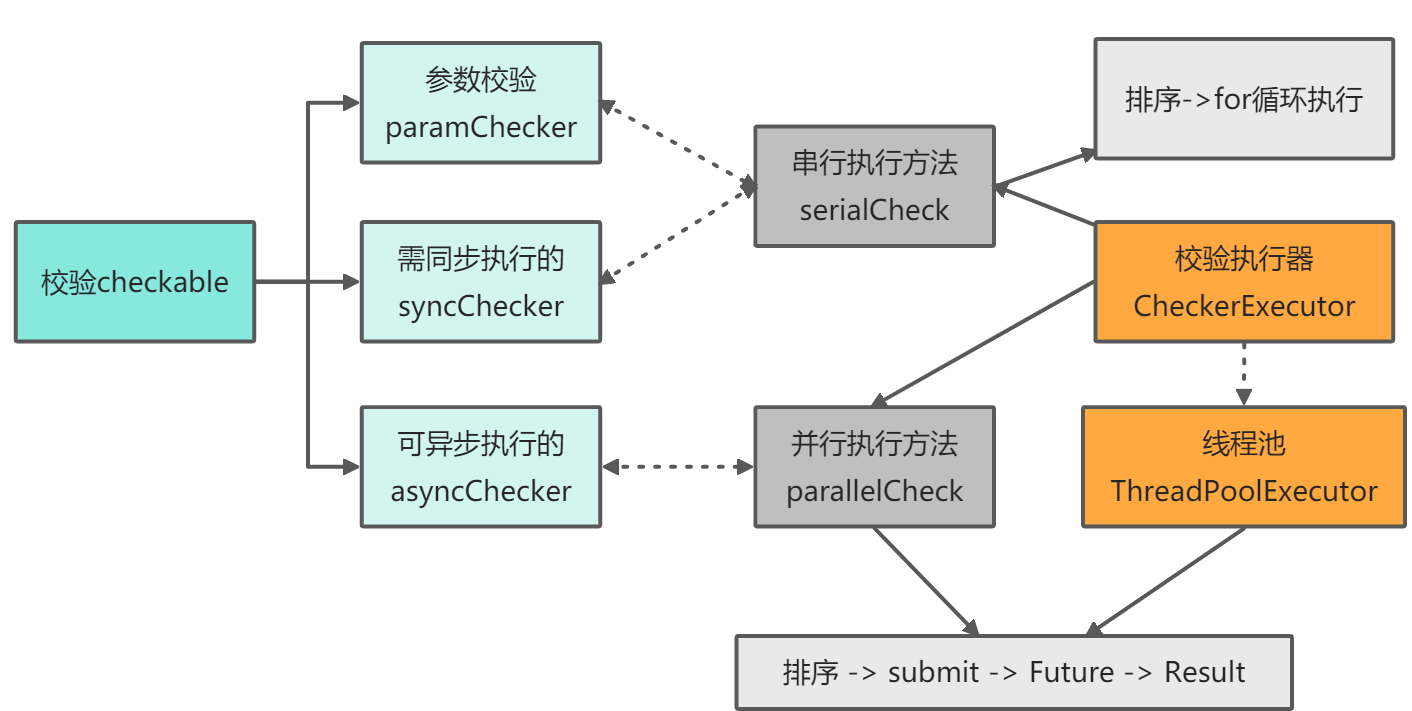 校验checkable
参数校验
paramChecker
需同步执行的
syncChecker
可异步执行的
asyncChecker
串行执行方法
serialCheck
并行执行方法
parallelCheck
排序->for循环执行
校验执行器
CheckerExecutor
线程池
ThreadPoolExecutor
排序 -> submit -> Future -> Result